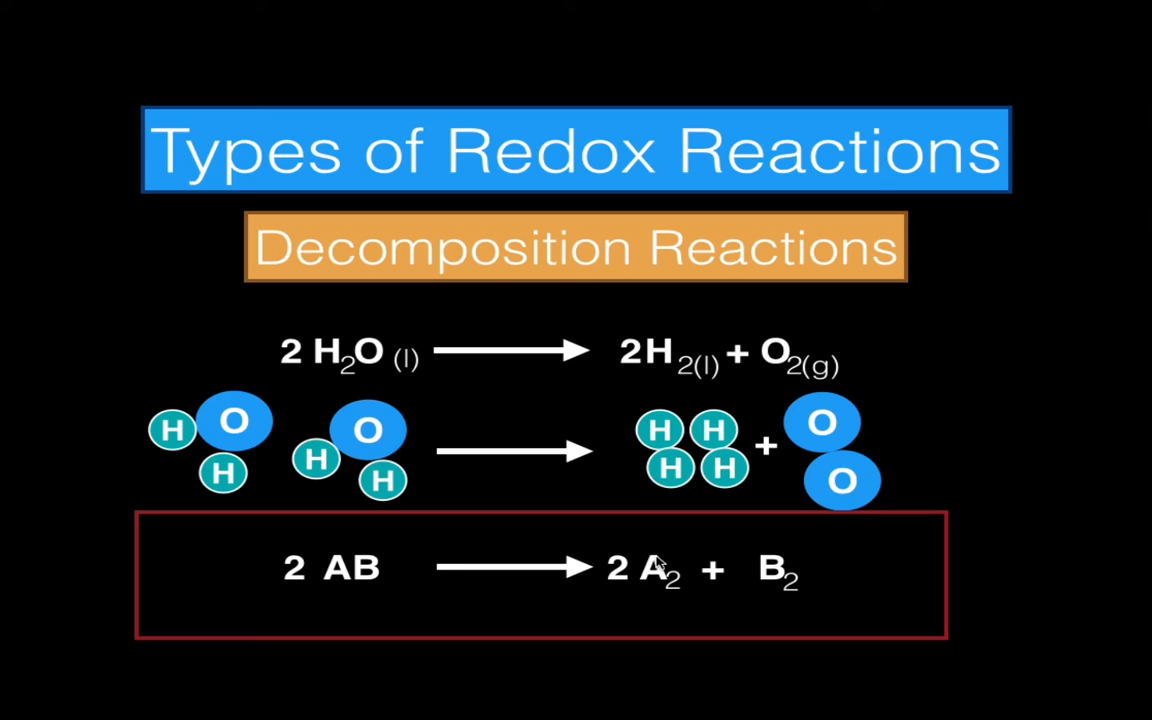 Types of Redox Reactions
Decomposition Reactions
2 H2O (l) → 2H2(l) + O2(g)
H O H H O H → H H H H + O O
2 AB → 2 A2 + B2